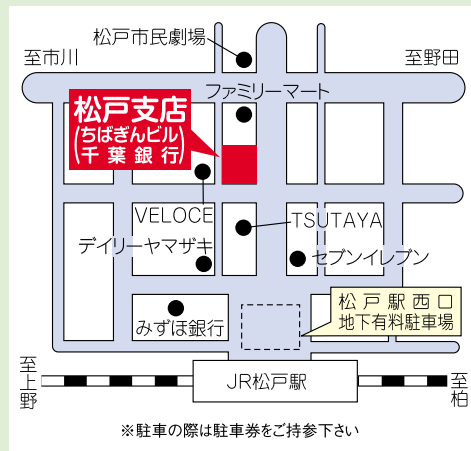 松戸市民劇場
至市川
至野田
ファミリーマート
松戸支店
(ちばぎんビル)
(千葉銀行)
VELOCE
TSUTAYA
デイリーヤマザキ
セブンイレブン
松戸駅西口
地下有料駐車場
みずほ銀行
至上野
JR松戸駅
至柏
※駐車の際は駐車券をご持参下さい